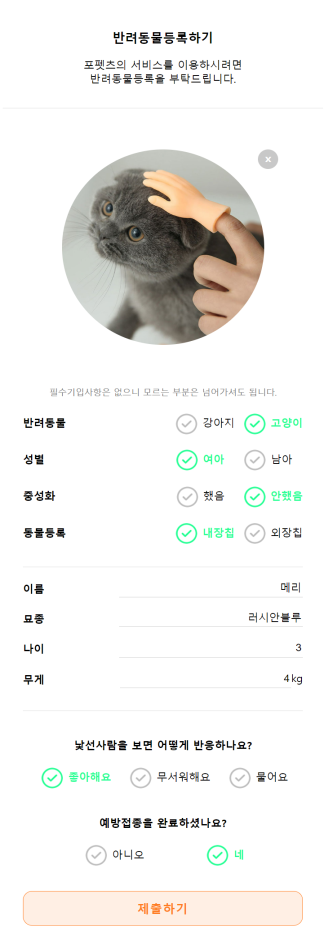 반려동물등록하기
포펫츠의 서비스를 이용하시려면
반려동물등록을 부탁드립니다.
필수기입사항은 없으니 모르는 부분은 넘어가셔도 됩니다.
반려동물 강아지 고양이
성별 여아 남아
중성화 했음 안했음
동물등록 내장칩 외장칩
이름 메리
묘종 러시안블루
나이 3
무게 4 kg
낯선사람을 보면 어떻게 반응하나요?
좋아해요 무서워해요 물어요
예방접종을 완료하셨나요?
아니오 네
제출하기